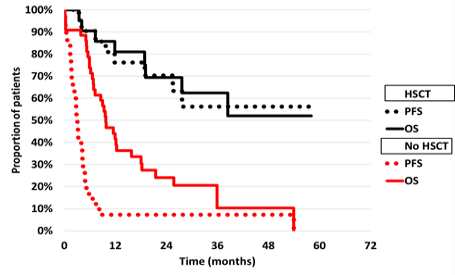 100%
90%
80%
70%
60%
50%
40%
30%
20%
10%
0%
Proportion of patients
0 12 24 36 48 60 72
Time (months)
HSCT
PFS
OS
No HSCT
PFS
OS